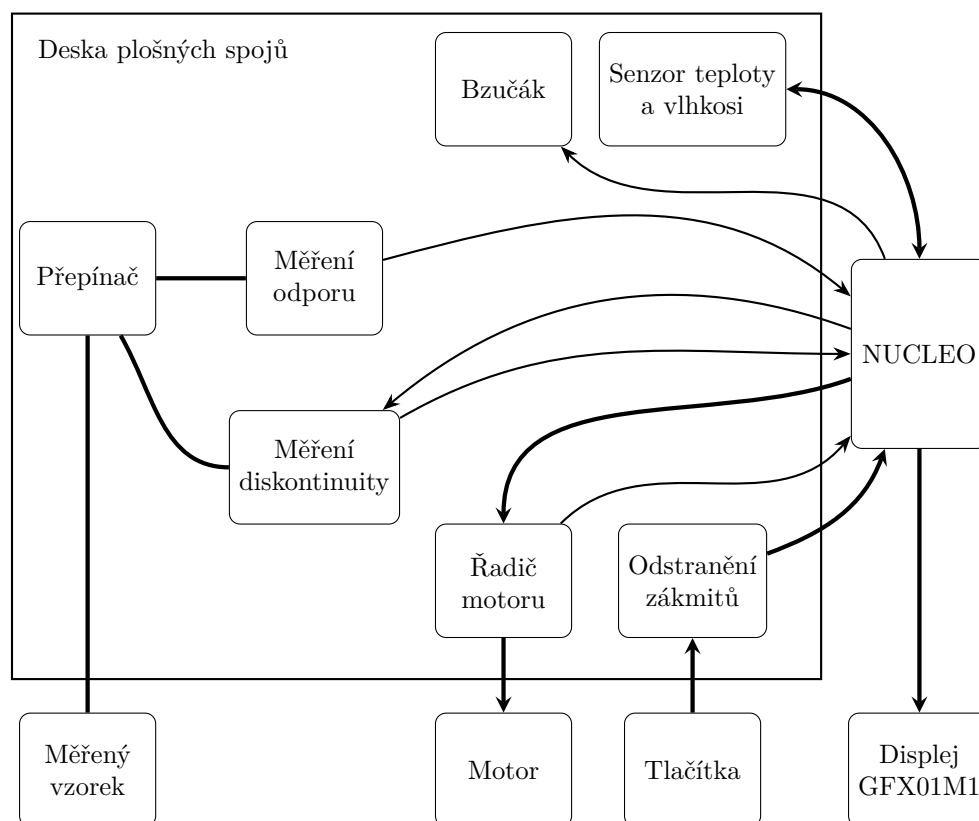 Deska plošných spojů
Bzučák
Senzor teploty
a vlhkosi
Přepínač
Měření
odporu
NUCLEO
Měření
diskontinuity
Řadič
motoru
Odstranění
zákmitů
Měřený
vzorek
Motor
Tlačítka
Displej
GFX01M1